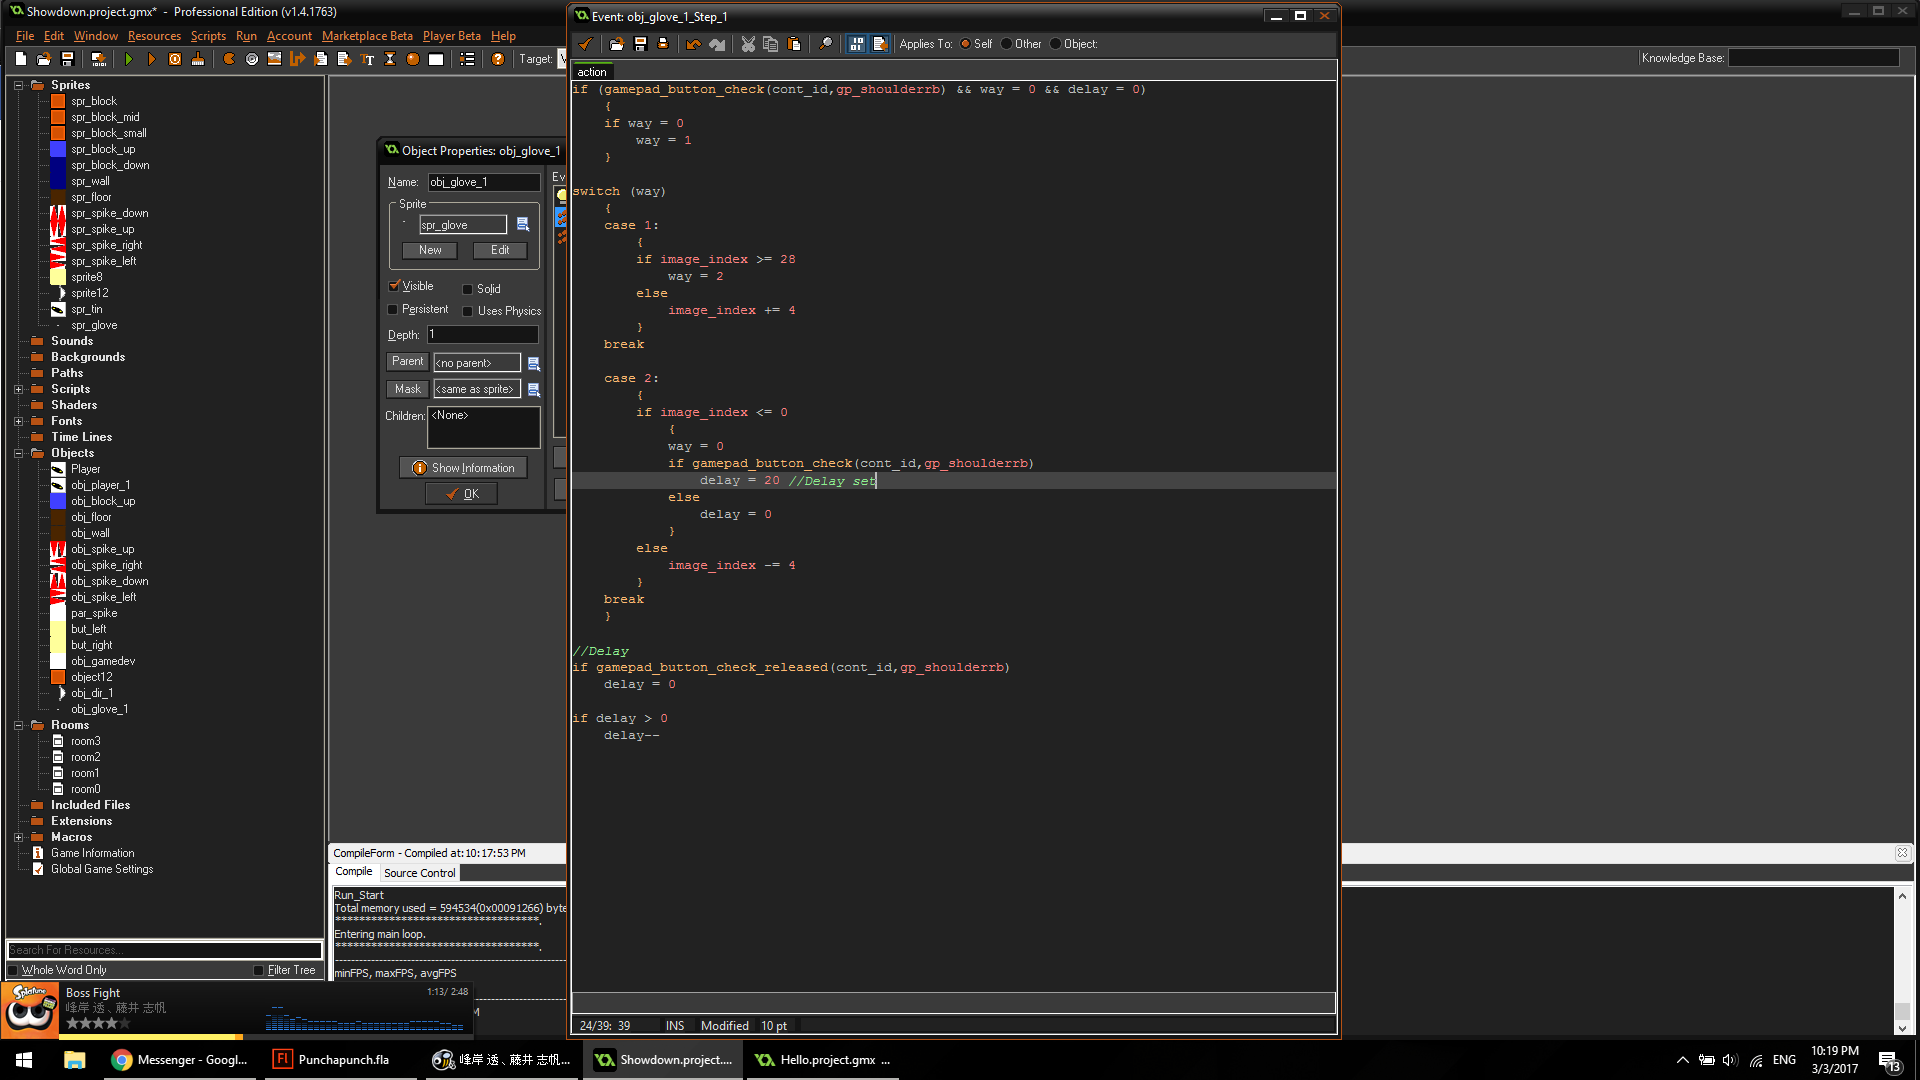 Showdown.project.gmx* - Professional Edition (v1.4.1763)
File Edit Window Resources Scripts Run Account Marketplace Beta Player Beta Help
Target:
Knowledge Base:
Sprites
spr_block
spr_block_mid
spr_block_small
spr_block_up
spr_block_down
spr_wall
spr_floor
spr_spike_down
spr_spike_up
spr_spike_right
spr_spike_left
sprite8
sprite12
spr_tin
spr_glove
Sounds
Backgrounds
Paths
Scripts
Shaders
Fonts
Time Lines
Objects
Player
obj_player_1
obj_block_up
obj_floor
obj_wall
obj_spike_up
obj_spike_right
obj_spike_down
obj_spike_left
par_spike
but_left
but_right
obj_gamedev
object12
obj_dir_1
obj_glove_1
Rooms
room3
room2
room1
room0
Included Files
Extensions
Macros
Game Information
Global Game Settings
Search For Resources...
Whole Word Only Filter Tree
Object Properties: obj_glove_1
Name: obj_glove_1
Sprite
spr_glove
New Edit
Visible Solid
Persistent Uses Physics
Depth: 1
Parent <no parent>
Mask <same as sprite>
Children: <None>
Show Information
OK
Ev
Event: obj_glove_1_Step_1
Applies To: Self Other Object:
action
if (gamepad_button_check(cont_id,gp_shoulderrb) && way = 0 && delay = 0)
{
if way = 0
way = 1
}
switch (way)
{
case 1:
{
if image_index >= 28
way = 2
else
image_index += 4
}
break
case 2:
{
if image_index <= 0
{
way = 0
if gamepad_button_check(cont_id,gp_shoulderrb)
delay = 20 //Delay set
else
delay = 0
}
else
image_index -= 4
}
break
}
//Delay
if gamepad_button_check_released(cont_id,gp_shoulderrb)
delay = 0
if delay > 0
delay--
24/39: 39 INS Modified 10 pt
CompileForm - Compiled at:10:17:53 PM
Compile Source Control
Run_Start
Total memory used = 594534(0x00091266) byte
***********************************.
Entering main loop.
***********************************.
minFPS, maxFPS, avgFPS
Splatune
Boss Fight 1:13/ 2:48
峰岸 透、藤井 志帆
Messenger - Googl...
Punchapunch.fla
峰岸 透、藤井 志帆...
Showdown.project....
Hello.project.gmx ...
ENG
10:19 PM
3/3/2017
13